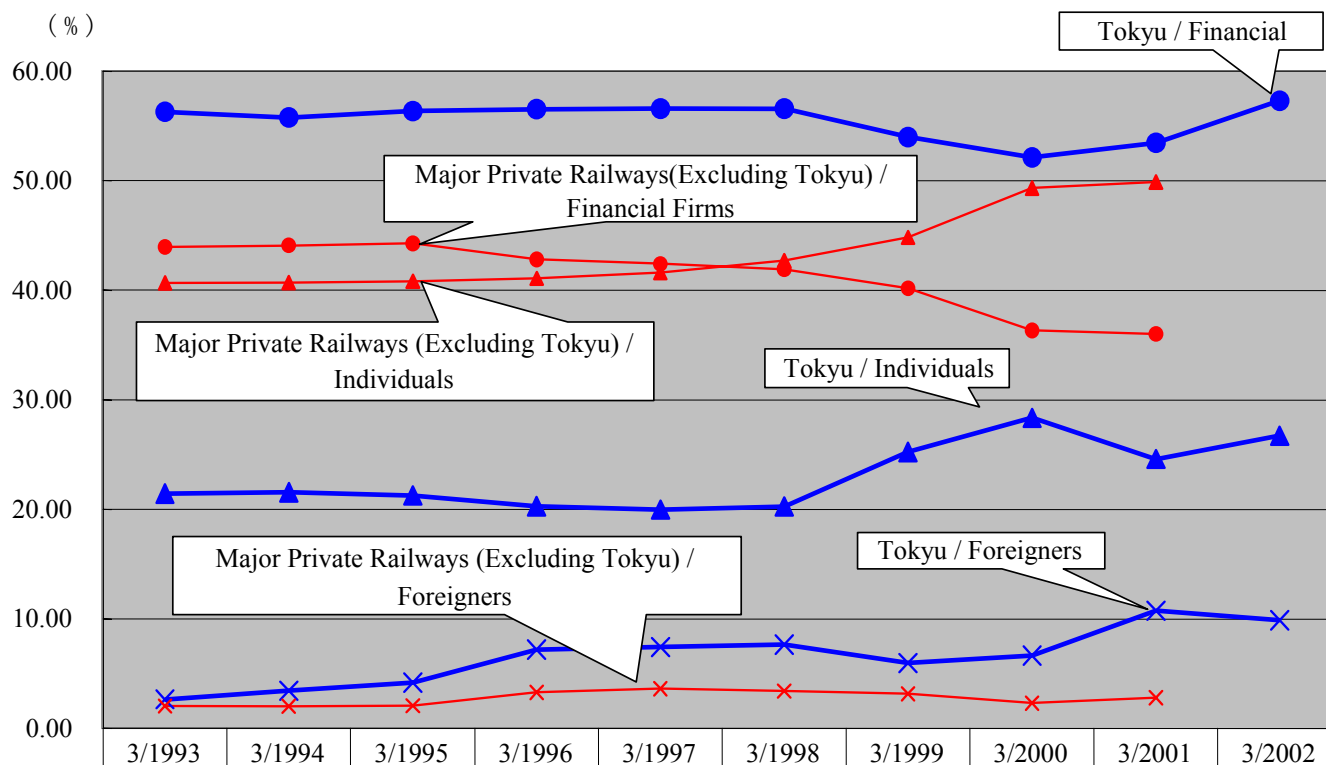 （%）
Tokyu / Financial
60.00
50.00
40.00
30.00
20.00
10.00
0.00
Major Private Railways(Excluding Tokyu) /
Financial Firms
Major Private Railways (Excluding Tokyu) /
Individuals
Tokyu / Individuals
Major Private Railways (Excluding Tokyu) /
Foreigners
Tokyu / Foreigners
3/1993 3/1994 3/1995 3/1996 3/1997 3/1998 3/1999 3/2000 3/2001 3/2002